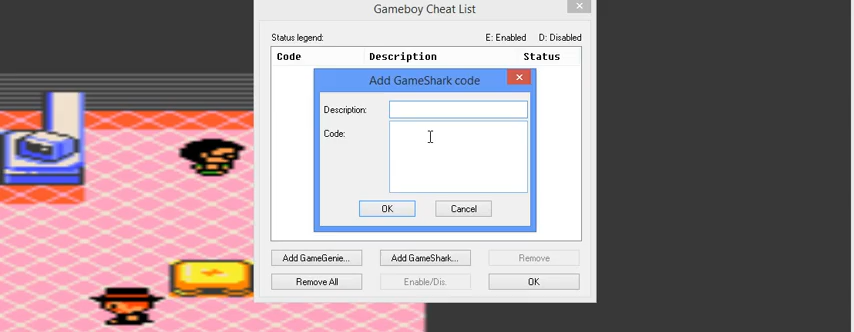 Gameboy Cheat List
Status legend: E: Enabled D: Disabled
Code Description Status
Add GameShark code
Description:
Code:
OK Cancel
Add GameGenie... Add GameShark... Remove
Remove All Enable/Dis. OK